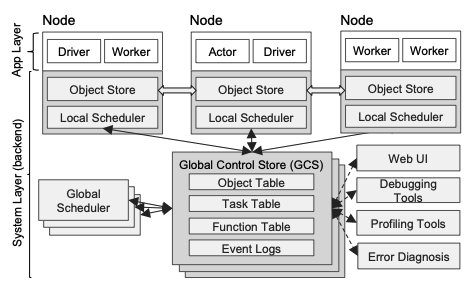 Node
Node
Node
App Layer
Driver
Worker
Actor
Driver
Worker
Worker
Object Store
Object Store
Object Store
Local Scheduler
Local Scheduler
Local Scheduler
System Layer (backend)
Global Control Store (GCS)
Object Table
Task Table
Function Table
Event Logs
Global
Scheduler
Web UI
Debugging
Tools
Profiling Tools
Error Diagnosis